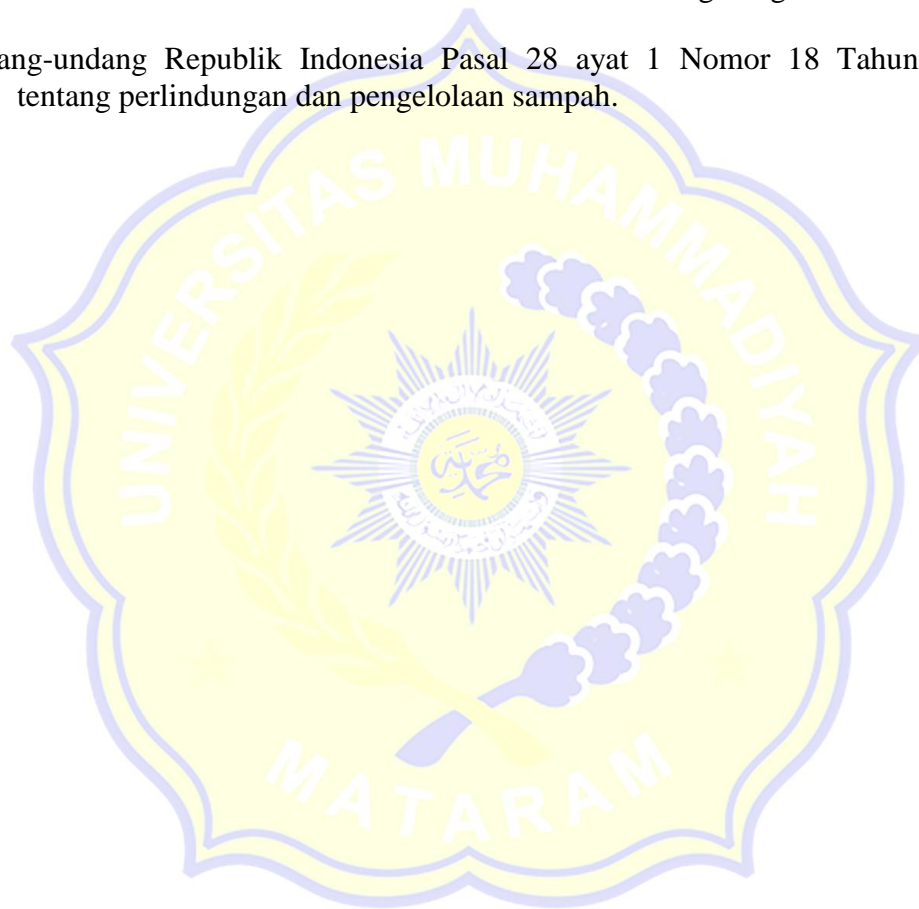 ang-undang Republik Indonesia Pasal 28 ayat 1 Nomor 18 Tahun
tentang perlindungan dan pengelolaan sampah.
UNIVERSITAS MUHAMMADIYAH
MATARAM